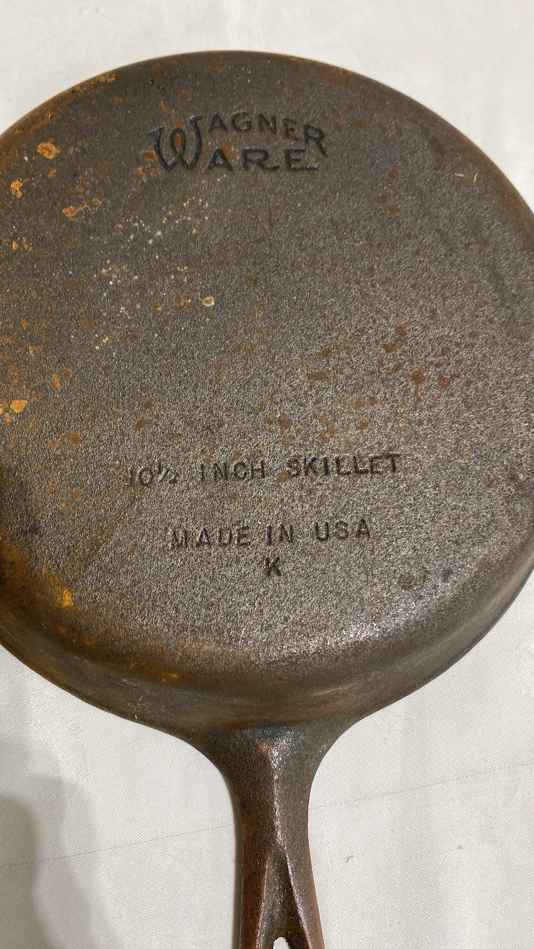 WAGNER
WARE
10½ INCH SKILLET
MADE IN USA
K